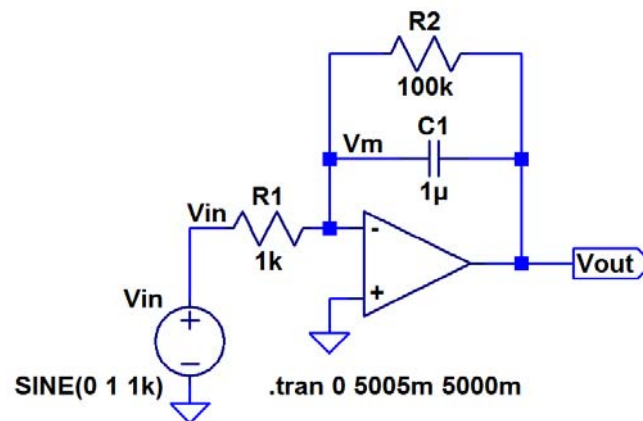 R2
100k
C1
Vm
1µ
R1
Vin
1k
-
+
Vout
Vin
+
−
SINE(0 1 1k)
.tran 0 5005m 5000m